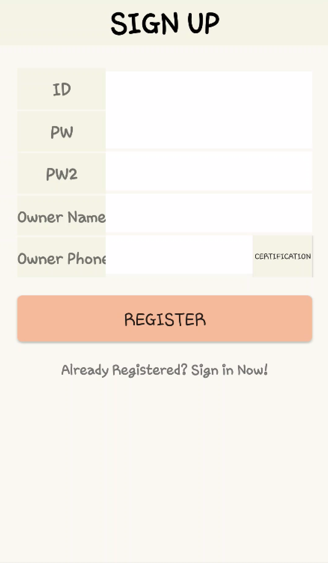 SIGN UP
ID
PW
PW2
Owner Name
Owner Phone
CERTIFICATION
REGISTER
Already Registered? Sign in Now!